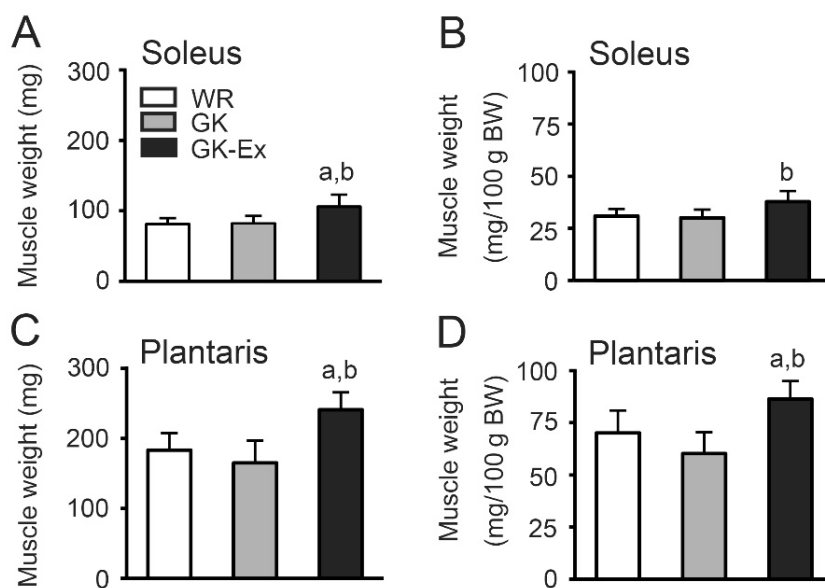 A
Soleus
Muscle weight (mg)
300
200
100
0
WR
GK
GK-Ex
a,b
B
Soleus
Muscle weight
(mg/100 g BW)
100
75
50
25
0
b
C
Plantaris
Muscle weight (mg)
300
200
100
0
a,b
D
Plantaris
Muscle weight
(mg/100 g BW)
100
75
50
25
0
a,b